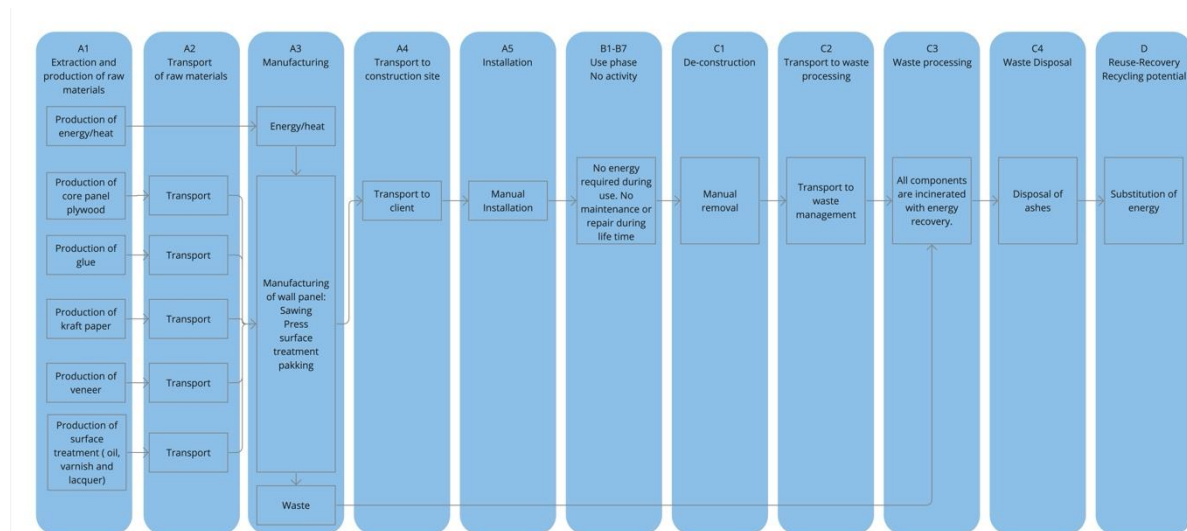 A1
Extraction and
production of raw
materials
A2
Transport
of raw materials
A3
Manufacturing
A4
Transport to
construction site
A5
Installation
B1-B7
Use phase
No activity
C1
De-construction
C2
Transport to waste
processing
C3
Waste processing
C4
Waste Disposal
D
Reuse-Recovery
Recycling potential
Production of
energy/heat
Energy/heat
Production of
core panel
plywood
Transport
Production of
glue
Transport
Production of
kraft paper
Transport
Production of
veneer
Transport
Production of
surface
treatment ( oil,
varnish and
lacquer)
Transport
Manufacturing
of wall panel:
Sawing
Press
surface
treatment
pakking
Waste
Transport to
client
Manual
Installation
No energy
required during
use. No
maintenance or
repair during
life time
Manual
removal
Transport to
waste
management
All components
are incinerated
with energy
recovery.
Disposal of
ashes
Substitution of
energy